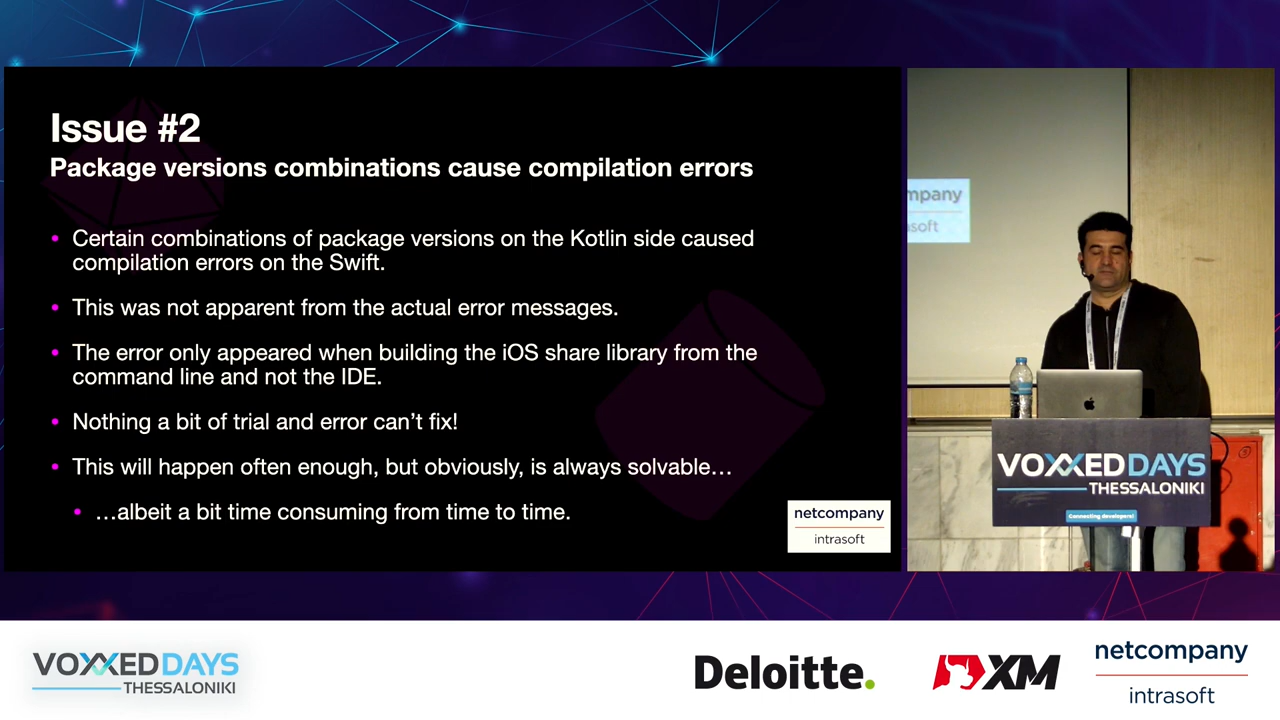 Issue #2
Package versions combinations cause compilation errors
• Certain combinations of package versions on the Kotlin side caused
compilation errors on the Swift.
• This was not apparent from the actual error messages.
• The error only appeared when building the iOS share library from the
command line and not the IDE.
• Nothing a bit of trial and error can’t fix!
• This will happen often enough, but obviously, is always solvable…
• …albeit a bit time consuming from time to time.
netcompany
intrasoft
mpany
soft
VOXXED DAYS
THESSALONIKI
Connecting developers!
VOXXED DAYS
THESSALONIKI
Deloitte.
XM
netcompany
intrasoft